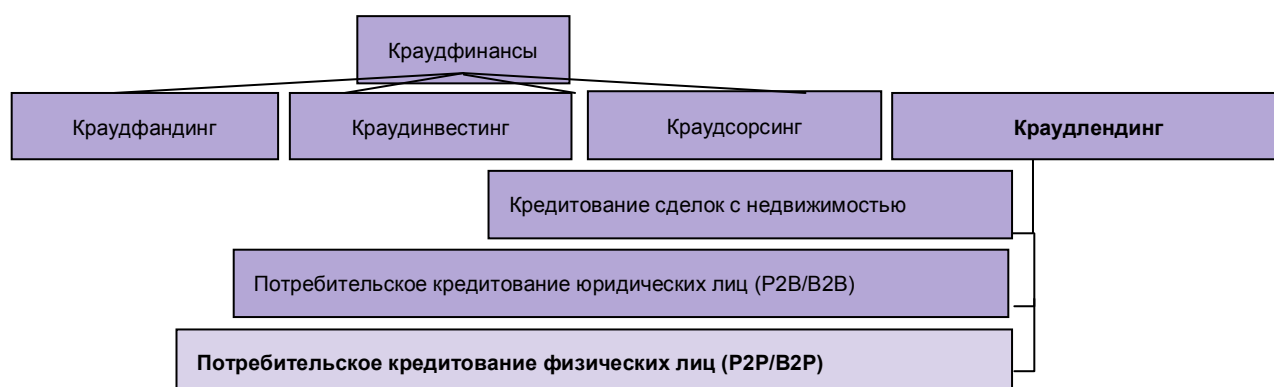 Краудфинансы
Краудфандинг
Краудинвестинг
Краудсорсинг
Краудлендинг
Кредитование сделок с недвижимостью
Потребительское кредитование юридических лиц (P2B/B2B)
Потребительское кредитование физических лиц (P2P/B2P)